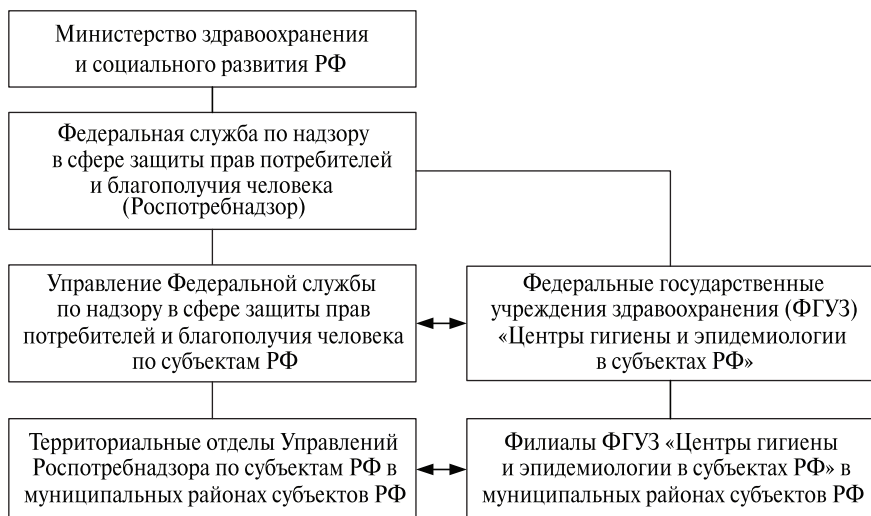 Министерство здравоохранения
и социального развития РФ
Федеральная служба по надзору
в сфере защиты прав потребителей
и благополучия человека
(Роспотребнадзор)
Управление Федеральной службы
по надзору в сфере защиты прав
потребителей и благополучия человека
по субъектам РФ
Федеральные государственные
учреждения здравоохранения (ФГУЗ)
«Центры гигиены и эпидемиологии
в субъектах РФ»
Территориальные отделы Управлений
Роспотребнадзора по субъектам РФ в
муниципальных районах субъектов РФ
Филиалы ФГУЗ «Центры гигиены
и эпидемиологии в субъектах РФ» в
муниципальных районах субъектов РФ